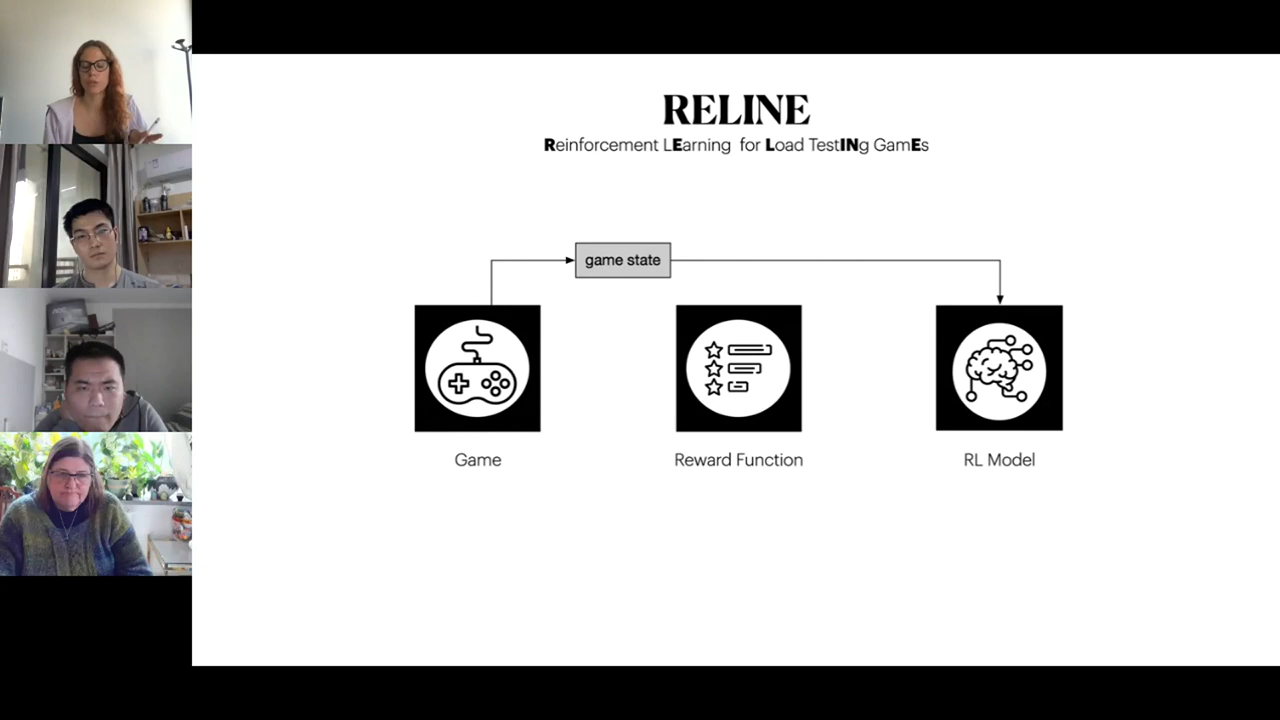 RELINE
Reinforcement LEarning for Load TestINg GamEs
game state
Game
Reward Function
RL Model